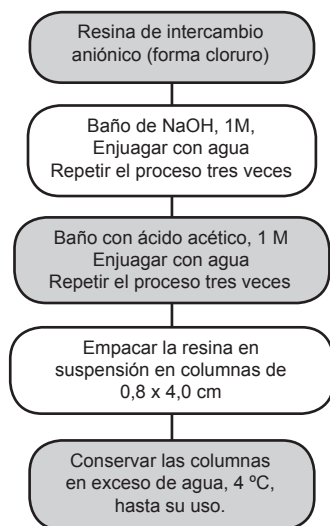 Resina de intercambio
aniónico (forma cloruro)
Baño de NaOH, 1M,
Enjuagar con agua
Repetir el proceso tres veces
Baño con ácido acético, 1 M
Enjuagar con agua
Repetir el proceso tres veces
Empacar la resina en
suspensión en columnas de
0,8 x 4,0 cm
Conservar las columnas
en exceso de agua, 4 ºC,
hasta su uso.